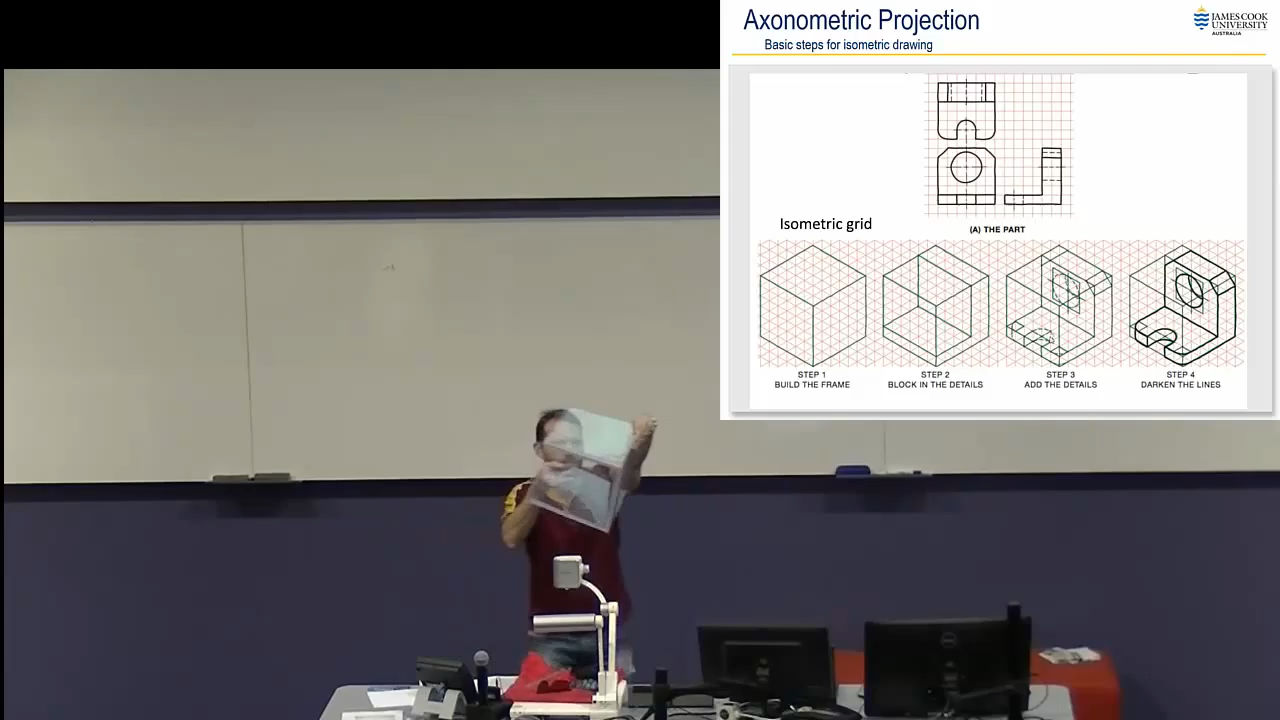 Axonometric Projection
Basic steps for isometric drawing
JAMES COOK
UNIVERSITY
AUSTRALIA
Isometric grid
(A) THE PART
STEP 1
BUILD THE FRAME
STEP 2
BLOCK IN THE DETAILS
STEP 3
ADD THE DETAILS
STEP 4
DARKEN THE LINES